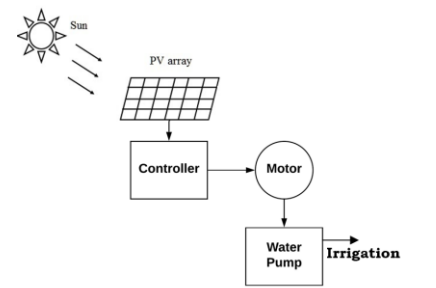 Sun
PV array
Controller
Motor
Water
Pump
Irrigation